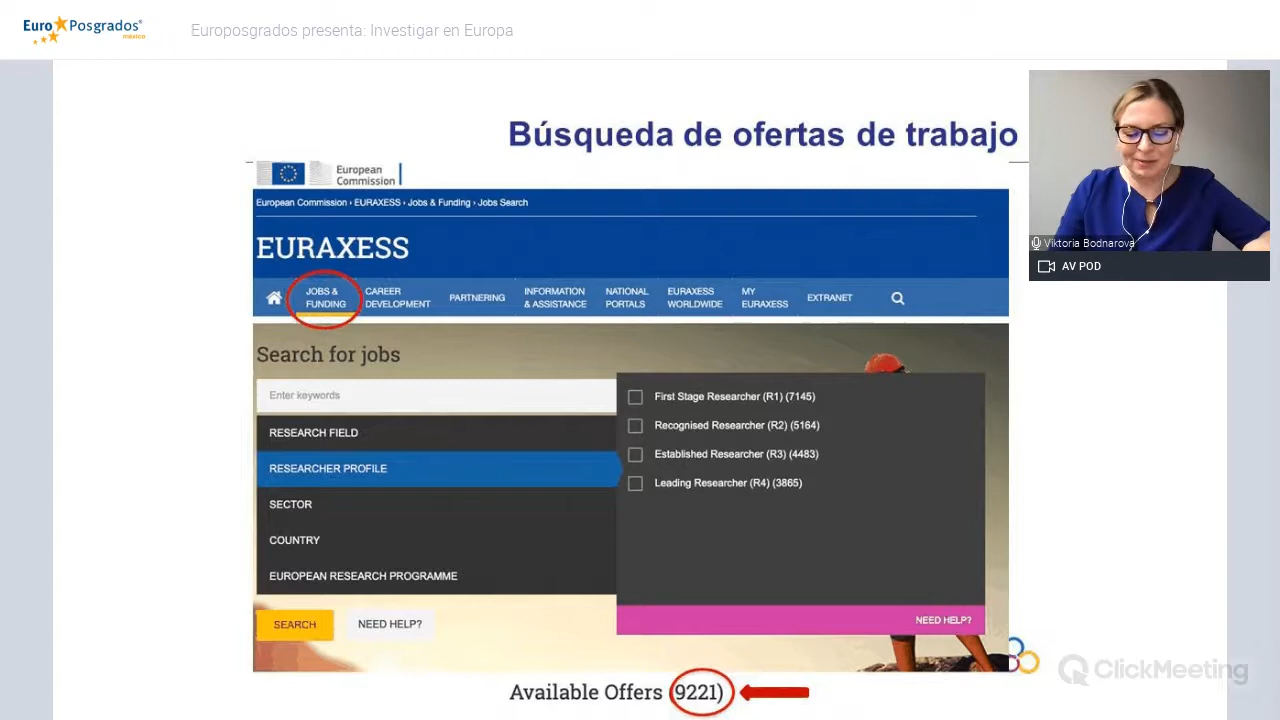 Euro Posgrados®
méxico
Europosgrados presenta: Investigar en Europa
Búsqueda de ofertas de trabajo
European
Commission
European Commission › EURAXESS › Jobs & Funding › Jobs Search
EURAXESS
JOBS &
FUNDING
CAREER
DEVELOPMENT
PARTNERING
INFORMATION
& ASSISTANCE
NATIONAL
PORTALS
EURAXESS
WORLDWIDE
MY
EURAXESS
EXTRANET
Search for jobs
Enter keywords
RESEARCH FIELD
RESEARCHER PROFILE
SECTOR
COUNTRY
EUROPEAN RESEARCH PROGRAMME
First Stage Researcher (R1) (7145)
Recognised Researcher (R2) (5164)
Established Researcher (R3) (4483)
Leading Researcher (R4) (3865)
NEED HELP?
SEARCH
NEED HELP?
Available Offers (9221)
Viktoria Bodnarova
AV POD
ClickMeeting